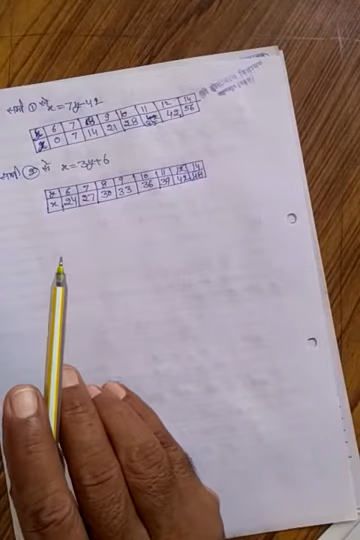 समी ① से x = 7y-42
y 6 7 8 9 10 11 12 14
x 0 7 14 21 28 35 42 56
समी ② से x = 3y+6
y 6 7 8 9 10 11 12 14
x 24 27 30 33 36 39 42 48